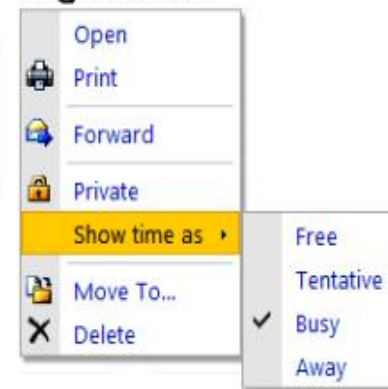 Open
Print
Forward
Private
Show time as
Move To...
Delete
Free
Tentative
Busy
Away